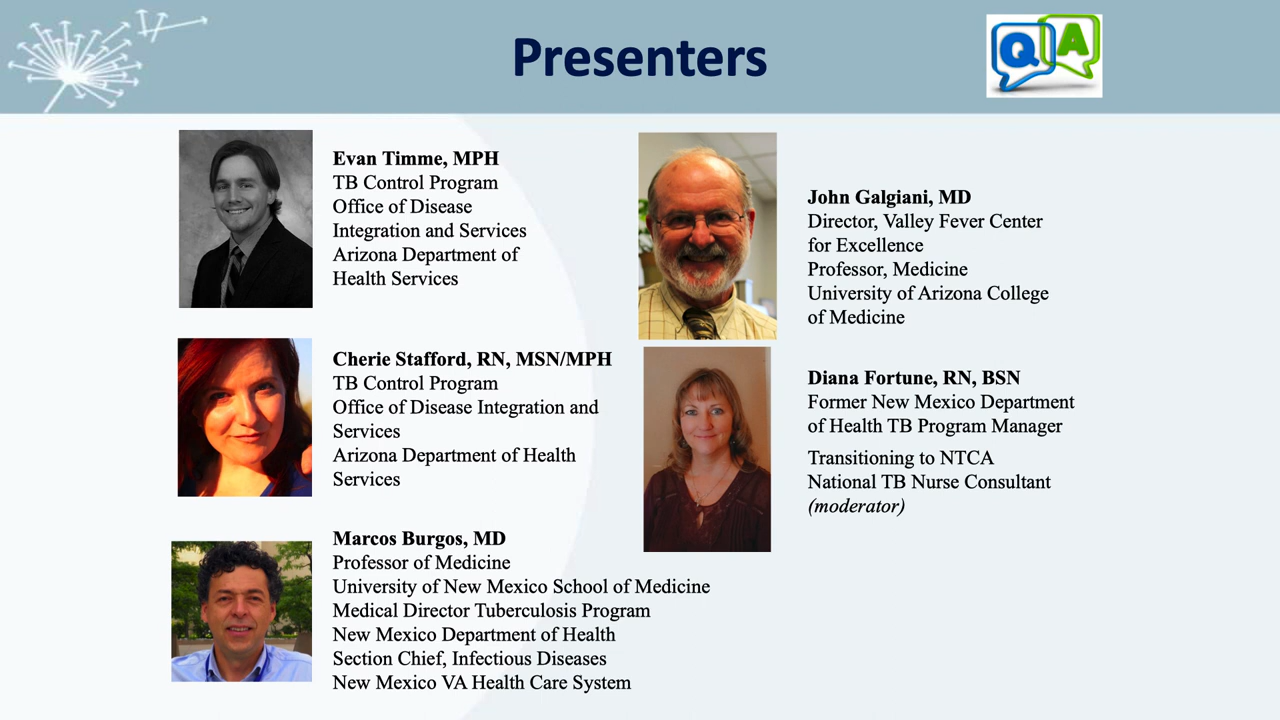 Presenters
Q A
Evan Timme, MPH
TB Control Program
Office of Disease
Integration and Services
Arizona Department of
Health Services
Cherie Stafford, RN, MSN/MPH
TB Control Program
Office of Disease Integration and
Services
Arizona Department of Health
Services
Marcos Burgos, MD
Professor of Medicine
University of New Mexico School of Medicine
Medical Director Tuberculosis Program
New Mexico Department of Health
Section Chief, Infectious Diseases
New Mexico VA Health Care System
John Galgiani, MD
Director, Valley Fever Center
for Excellence
Professor, Medicine
University of Arizona College
of Medicine
Diana Fortune, RN, BSN
Former New Mexico Department
of Health TB Program Manager
Transitioning to NTCA
National TB Nurse Consultant
(moderator)